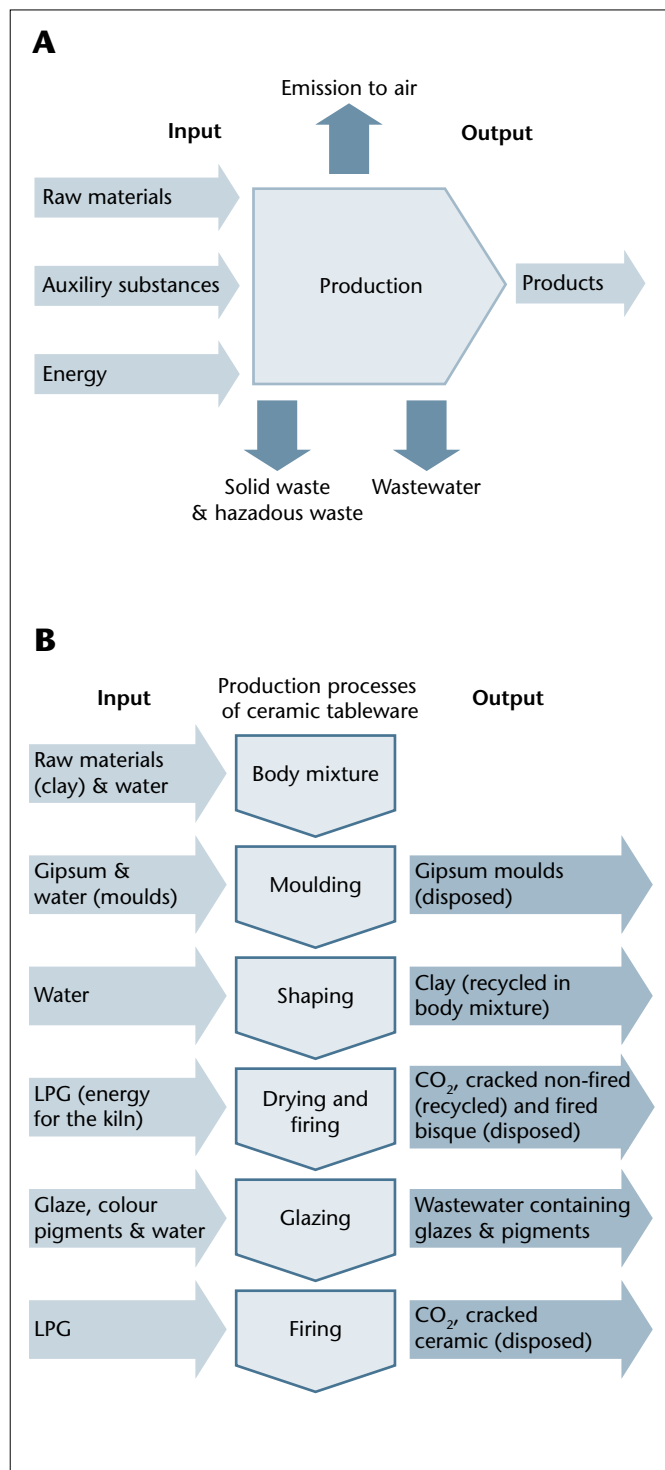 A
Emission to air
Input
Output
Raw materials
Auxiliry substances
Energy
Production
Products
Solid waste
& hazadous waste
Wastewater
B
Input
Production processes
of ceramic tableware
Output
Raw materials
(clay) & water
Body mixture
Gipsum &
water (moulds)
Moulding
Gipsum moulds
(disposed)
Water
Shaping
Clay (recycled in
body mixture)
LPG (energy
for the kiln)
Drying and
firing
CO₂, cracked non-fired
(recycled) and fired
bisque (disposed)
Glaze, colour
pigments & water
Glazing
Wastewater containing
glazes & pigments
LPG
Firing
CO₂, cracked
ceramic (disposed)